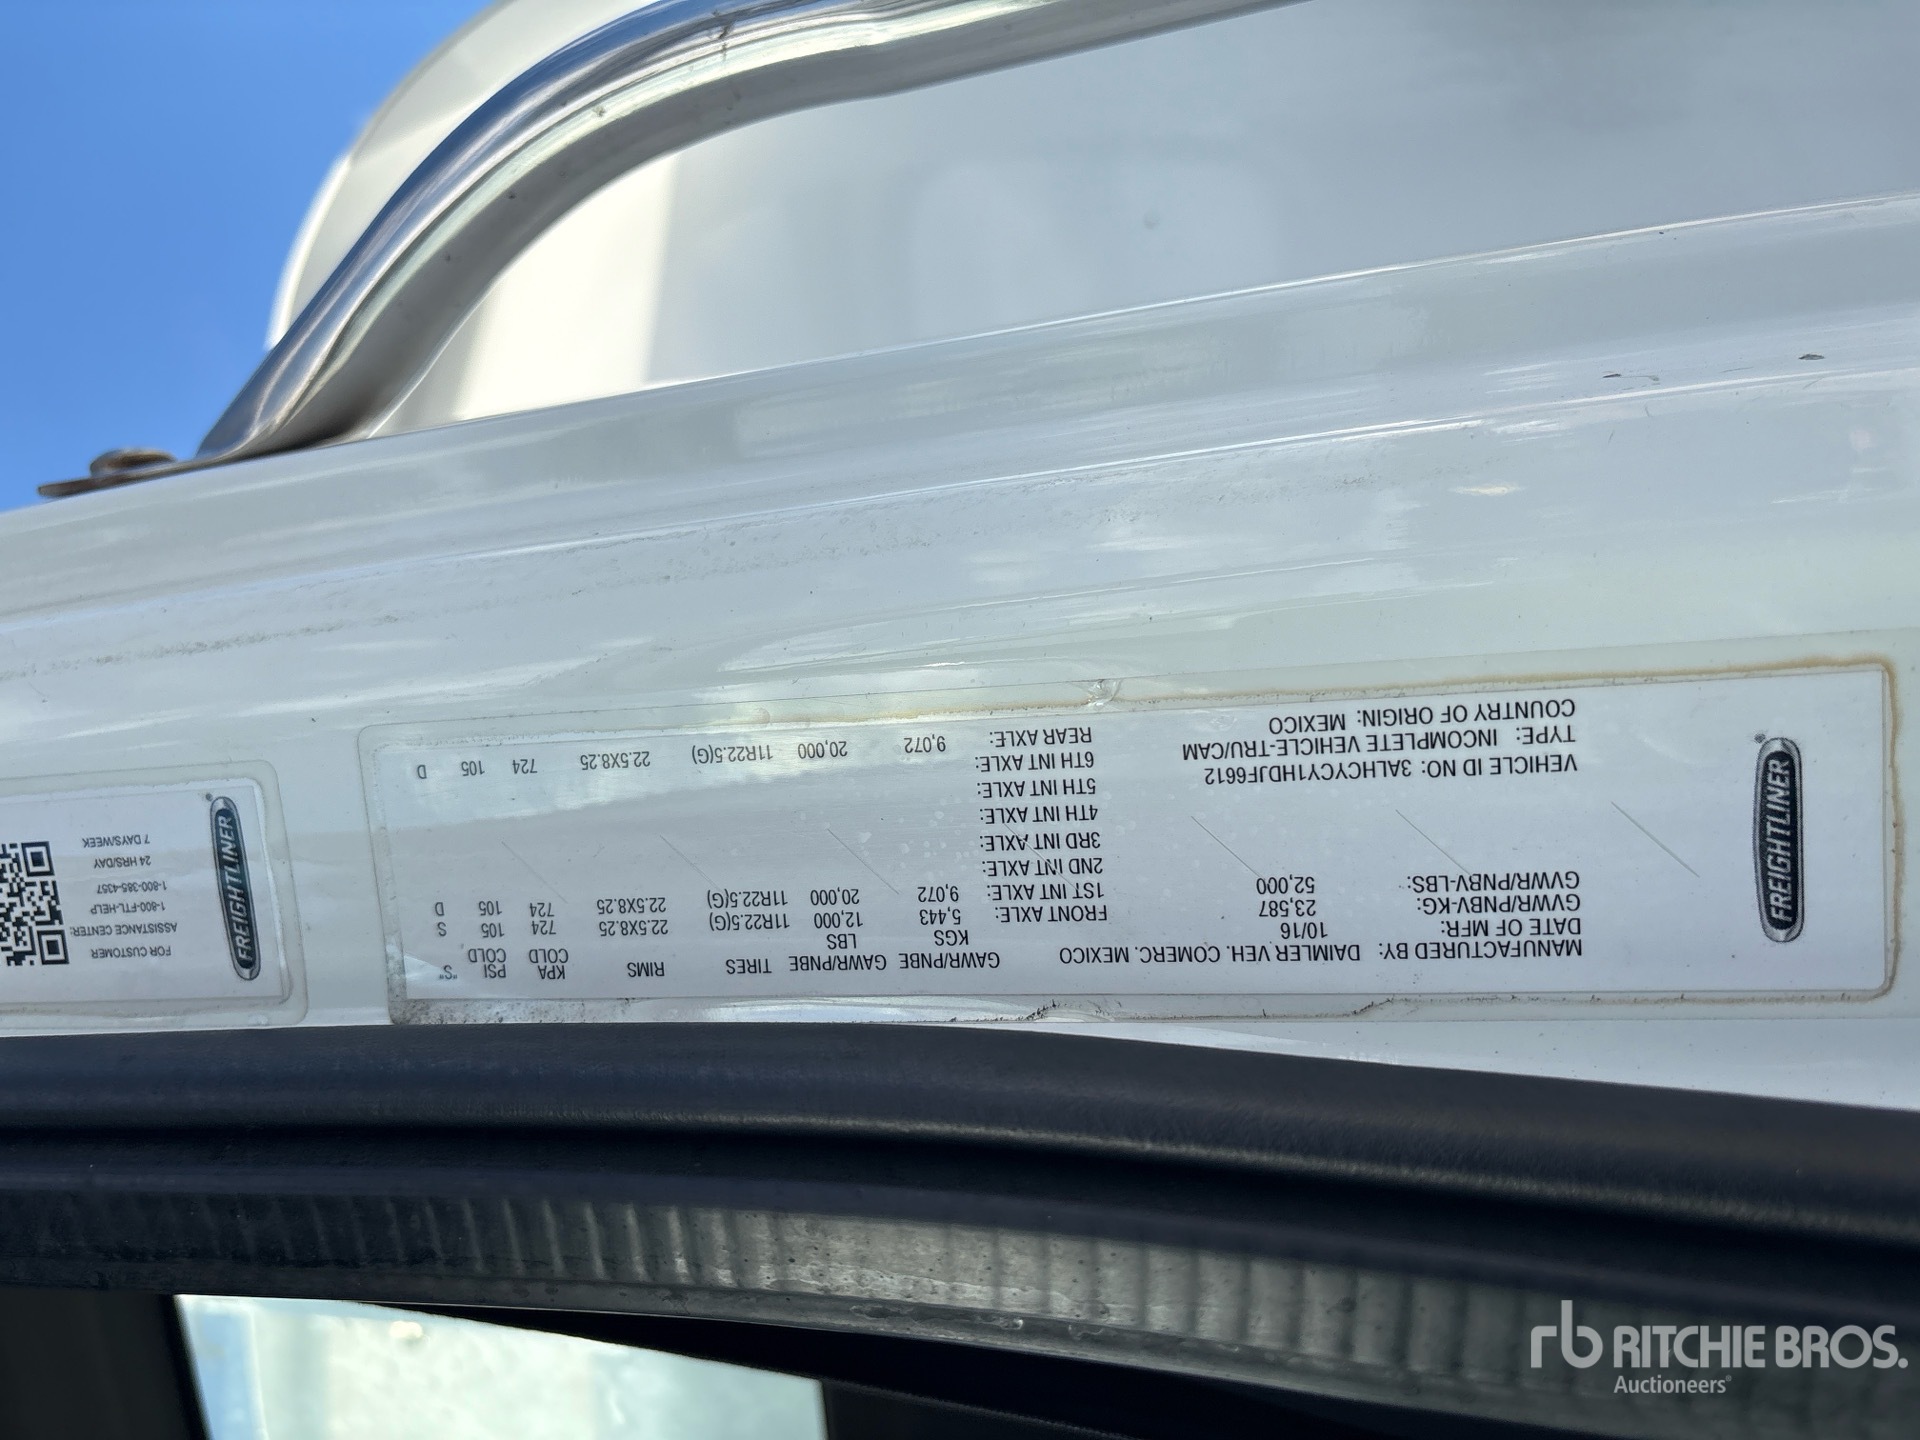 FREIGHTLINER
MANUFACTURED BY: DAIMLER VEH. COMERC. MEXICO
DATE OF MFR: 10/16
GVWR/PNBV-KG: 23,587
GVWR/PNBV-LBS: 52,000
VEHICLE ID NO: 3ALHCYCY1HDJF6612
TYPE: INCOMPLETE VEHICLE-TRU/CAM
COUNTRY OF ORIGIN: MEXICO
GAWR/PNBE KGS GAWR/PNBE LBS TIRES RIMS KPA COLD PSI COLD "S"
FRONT AXLE: 5,443 12,000 11R22.5(G) 22.5X8.25 724 105 S
1ST INT AXLE: 9,072 20,000 11R22.5(G) 22.5X8.25 724 105 D
2ND INT AXLE:
3RD INT AXLE:
4TH INT AXLE:
5TH INT AXLE:
6TH INT AXLE:
REAR AXLE: 9,072 20,000 11R22.5(G) 22.5X8.25 724 105 D
FREIGHTLINER
FOR CUSTOMER
ASSISTANCE CENTER:
1-800-FTL-HELP
1-800-385-4357
24 HRS/DAY
7 DAYS/WEEK
rb RITCHIE BROS.
Auctioneers